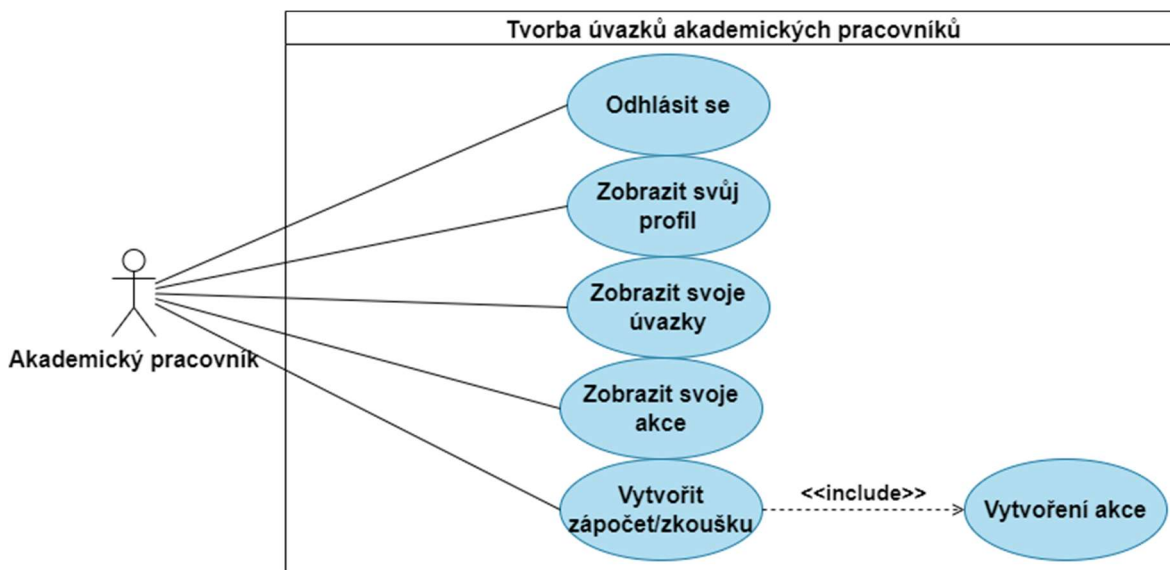 Tvorba úvazků akademických pracovníků
Odhlásit se
Zobrazit svůj
profil
Zobrazit svoje
úvazky
Akademický pracovník
Zobrazit svoje
akce
Vytvořit
zápočet/zkoušku
<<include>>
Vytvoření akce